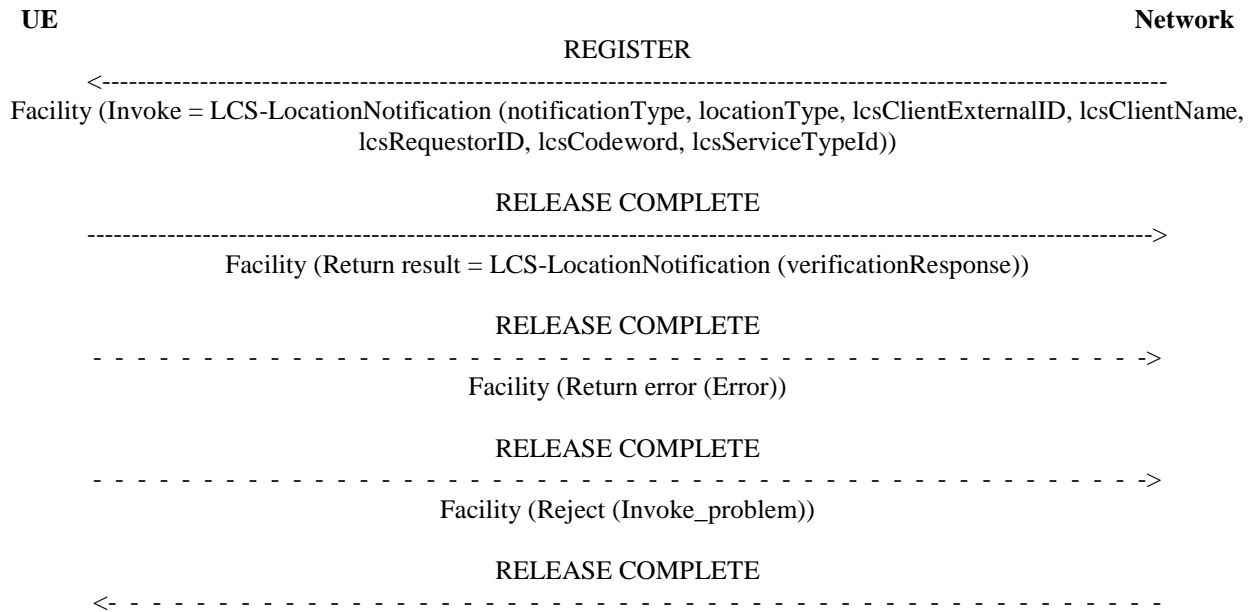 UE Network
REGISTER
<------------------------------------------------------------------------------------------------------------------------
Facility (Invoke = LCS-LocationNotification (notificationType, locationType, lcsClientExternalID, lcsClientName,
lcsRequestorID, lcsCodeword, lcsServiceTypeId))
RELEASE COMPLETE
------------------------------------------------------------------------------------------------------------------------>
Facility (Return result = LCS-LocationNotification (verificationResponse))
RELEASE COMPLETE
- - - - - - - - - - - - - - - - - - - - - - - - - - - - - - - - - - - - - - - - - - - - - - - - ->
Facility (Return error (Error))
RELEASE COMPLETE
- - - - - - - - - - - - - - - - - - - - - - - - - - - - - - - - - - - - - - - - - - - - - - - - ->
Facility (Reject (Invoke_problem))
RELEASE COMPLETE
<- - - - - - - - - - - - - - - - - - - - - - - - - - - - - - - - - - - - - - - - - - - - - - - - -